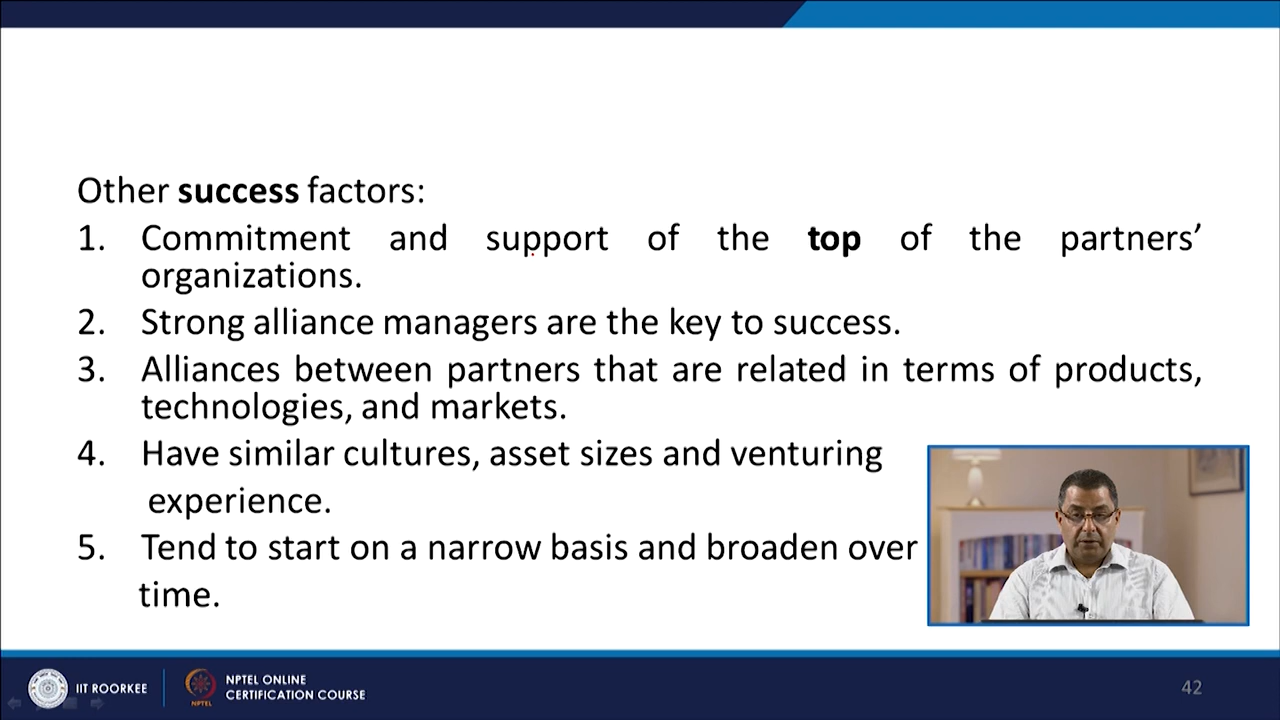 Other success factors:
1. Commitment and support of the top of the partners’
organizations.
2. Strong alliance managers are the key to success.
3. Alliances between partners that are related in terms of products,
technologies, and markets.
4. Have similar cultures, asset sizes and venturing
experience.
5. Tend to start on a narrow basis and broaden over
time.
IIT ROORKEE
NPTEL
NPTEL ONLINE
CERTIFICATION COURSE
42